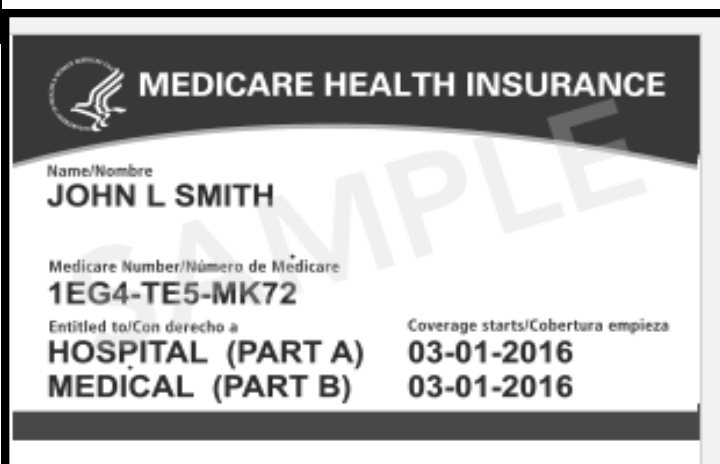 MEDICARE HEALTH INSURANCE
Name/Nombre
JOHN L SMITH
Medicare Number/Número de Medicare
1EG4-TE5-MK72
Entitled to/Con derecho a Coverage starts/Cobertura empieza
HOSPITAL (PART A) 03-01-2016
MEDICAL (PART B) 03-01-2016
SAMPLE